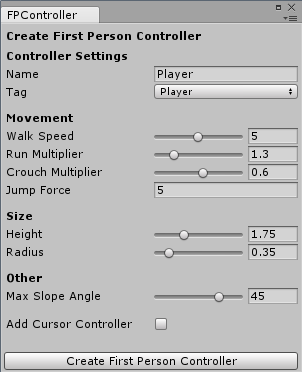 FPController
Create First Person Controller
Controller Settings
Name Player
Tag Player
Movement
Walk Speed 5
Run Multiplier 1.3
Crouch Multiplier 0.6
Jump Force 5
Size
Height 1.75
Radius 0.35
Other
Max Slope Angle 45
Add Cursor Controller
Create First Person Controller